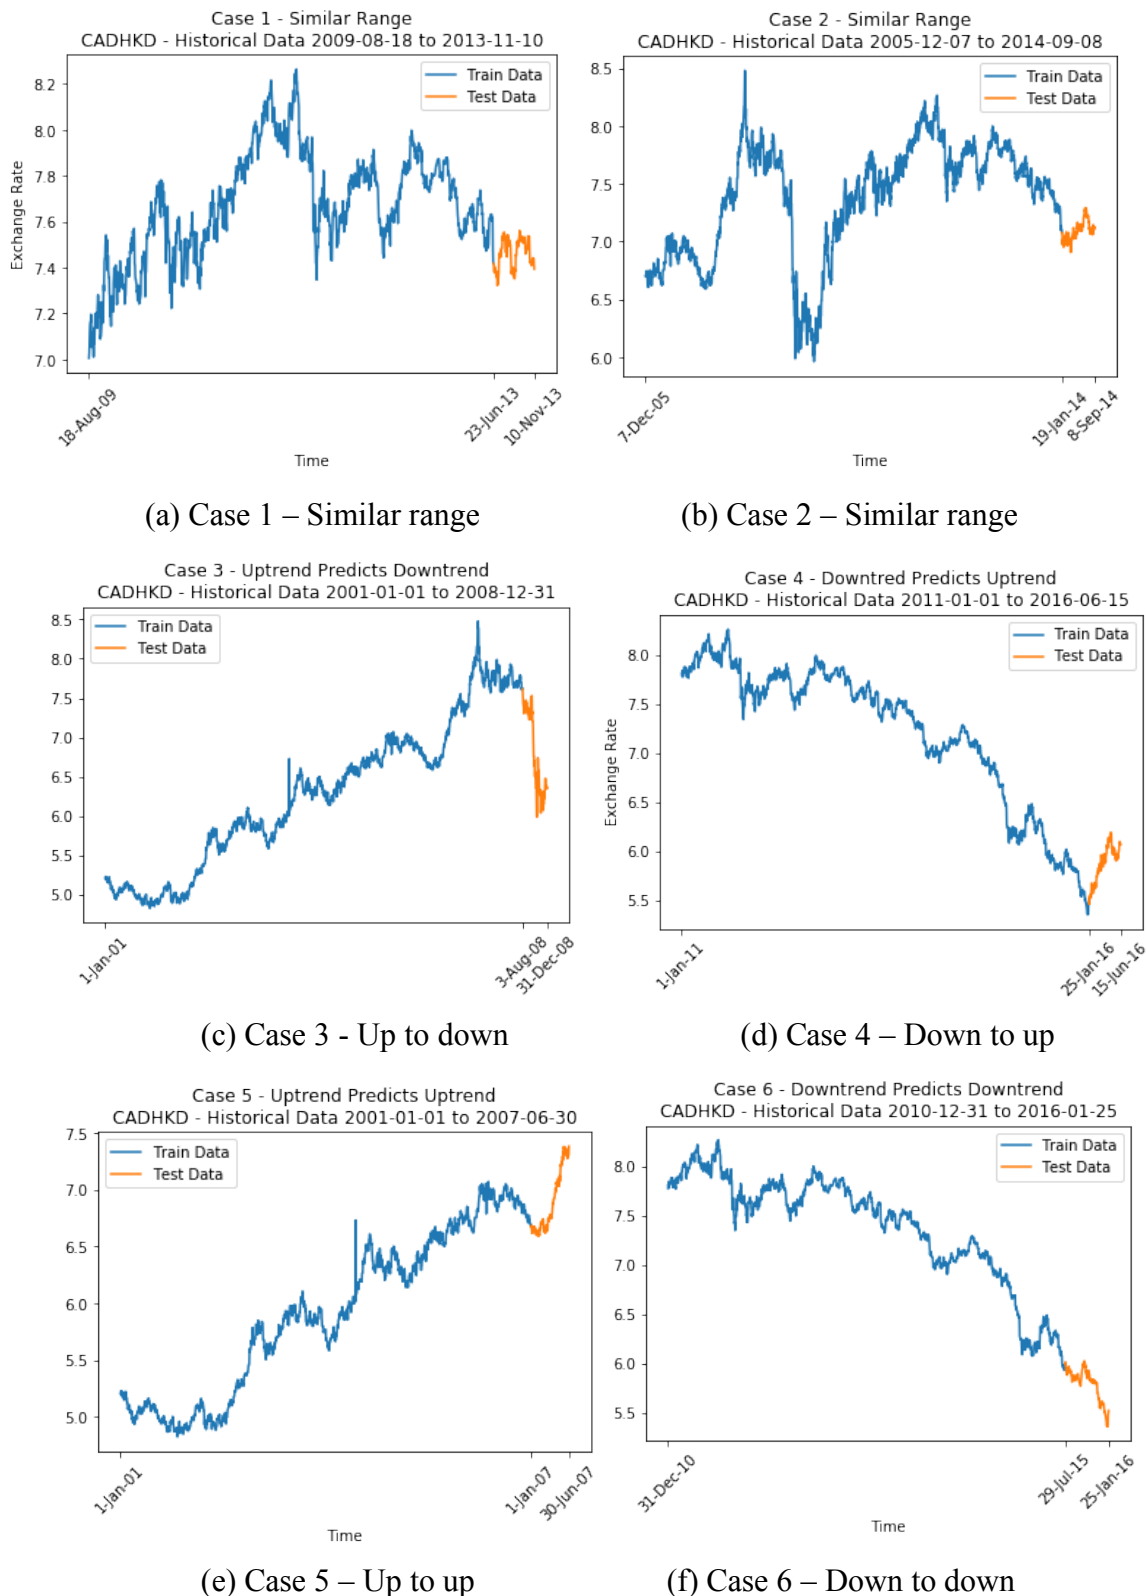 Case 1 - Similar Range
CADHKD - Historical Data 2009-08-18 to 2013-11-10
Train Data
Test Data
8.2
8.0
7.8
7.6
7.4
7.2
7.0
Exchange Rate
18-Aug-09
23-Jun-13
10-Nov-13
Time
(a) Case 1 – Similar range
Case 2 - Similar Range
CADHKD - Historical Data 2005-12-07 to 2014-09-08
Train Data
Test Data
8.5
8.0
7.5
7.0
6.5
6.0
7-Dec-05
19-Jan-14
8-Sep-14
Time
(b) Case 2 – Similar range
Case 3 - Uptrend Predicts Downtrend
CADHKD - Historical Data 2001-01-01 to 2008-12-31
Train Data
Test Data
8.5
8.0
7.5
7.0
6.5
6.0
5.5
5.0
1-Jan-01
3-Aug-08
31-Dec-08
(c) Case 3 - Up to down
Case 4 - Downtred Predicts Uptrend
CADHKD - Historical Data 2011-01-01 to 2016-06-15
Train Data
Test Data
8.0
7.5
7.0
6.5
6.0
5.5
Exchange Rate
1-Jan-11
25-Jan-16
15-Jun-16
(d) Case 4 – Down to up
Case 5 - Uptrend Predicts Uptrend
CADHKD - Historical Data 2001-01-01 to 2007-06-30
Train Data
Test Data
7.5
7.0
6.5
6.0
5.5
5.0
1-Jan-01
1-Jan-07
30-Jun-07
Time
(e) Case 5 – Up to up
Case 6 - Downtrend Predicts Downtrend
CADHKD - Historical Data 2010-12-31 to 2016-01-25
Train Data
Test Data
8.0
7.5
7.0
6.5
6.0
5.5
31-Dec-10
29-Jul-15
25-Jan-16
Time
(f) Case 6 – Down to down